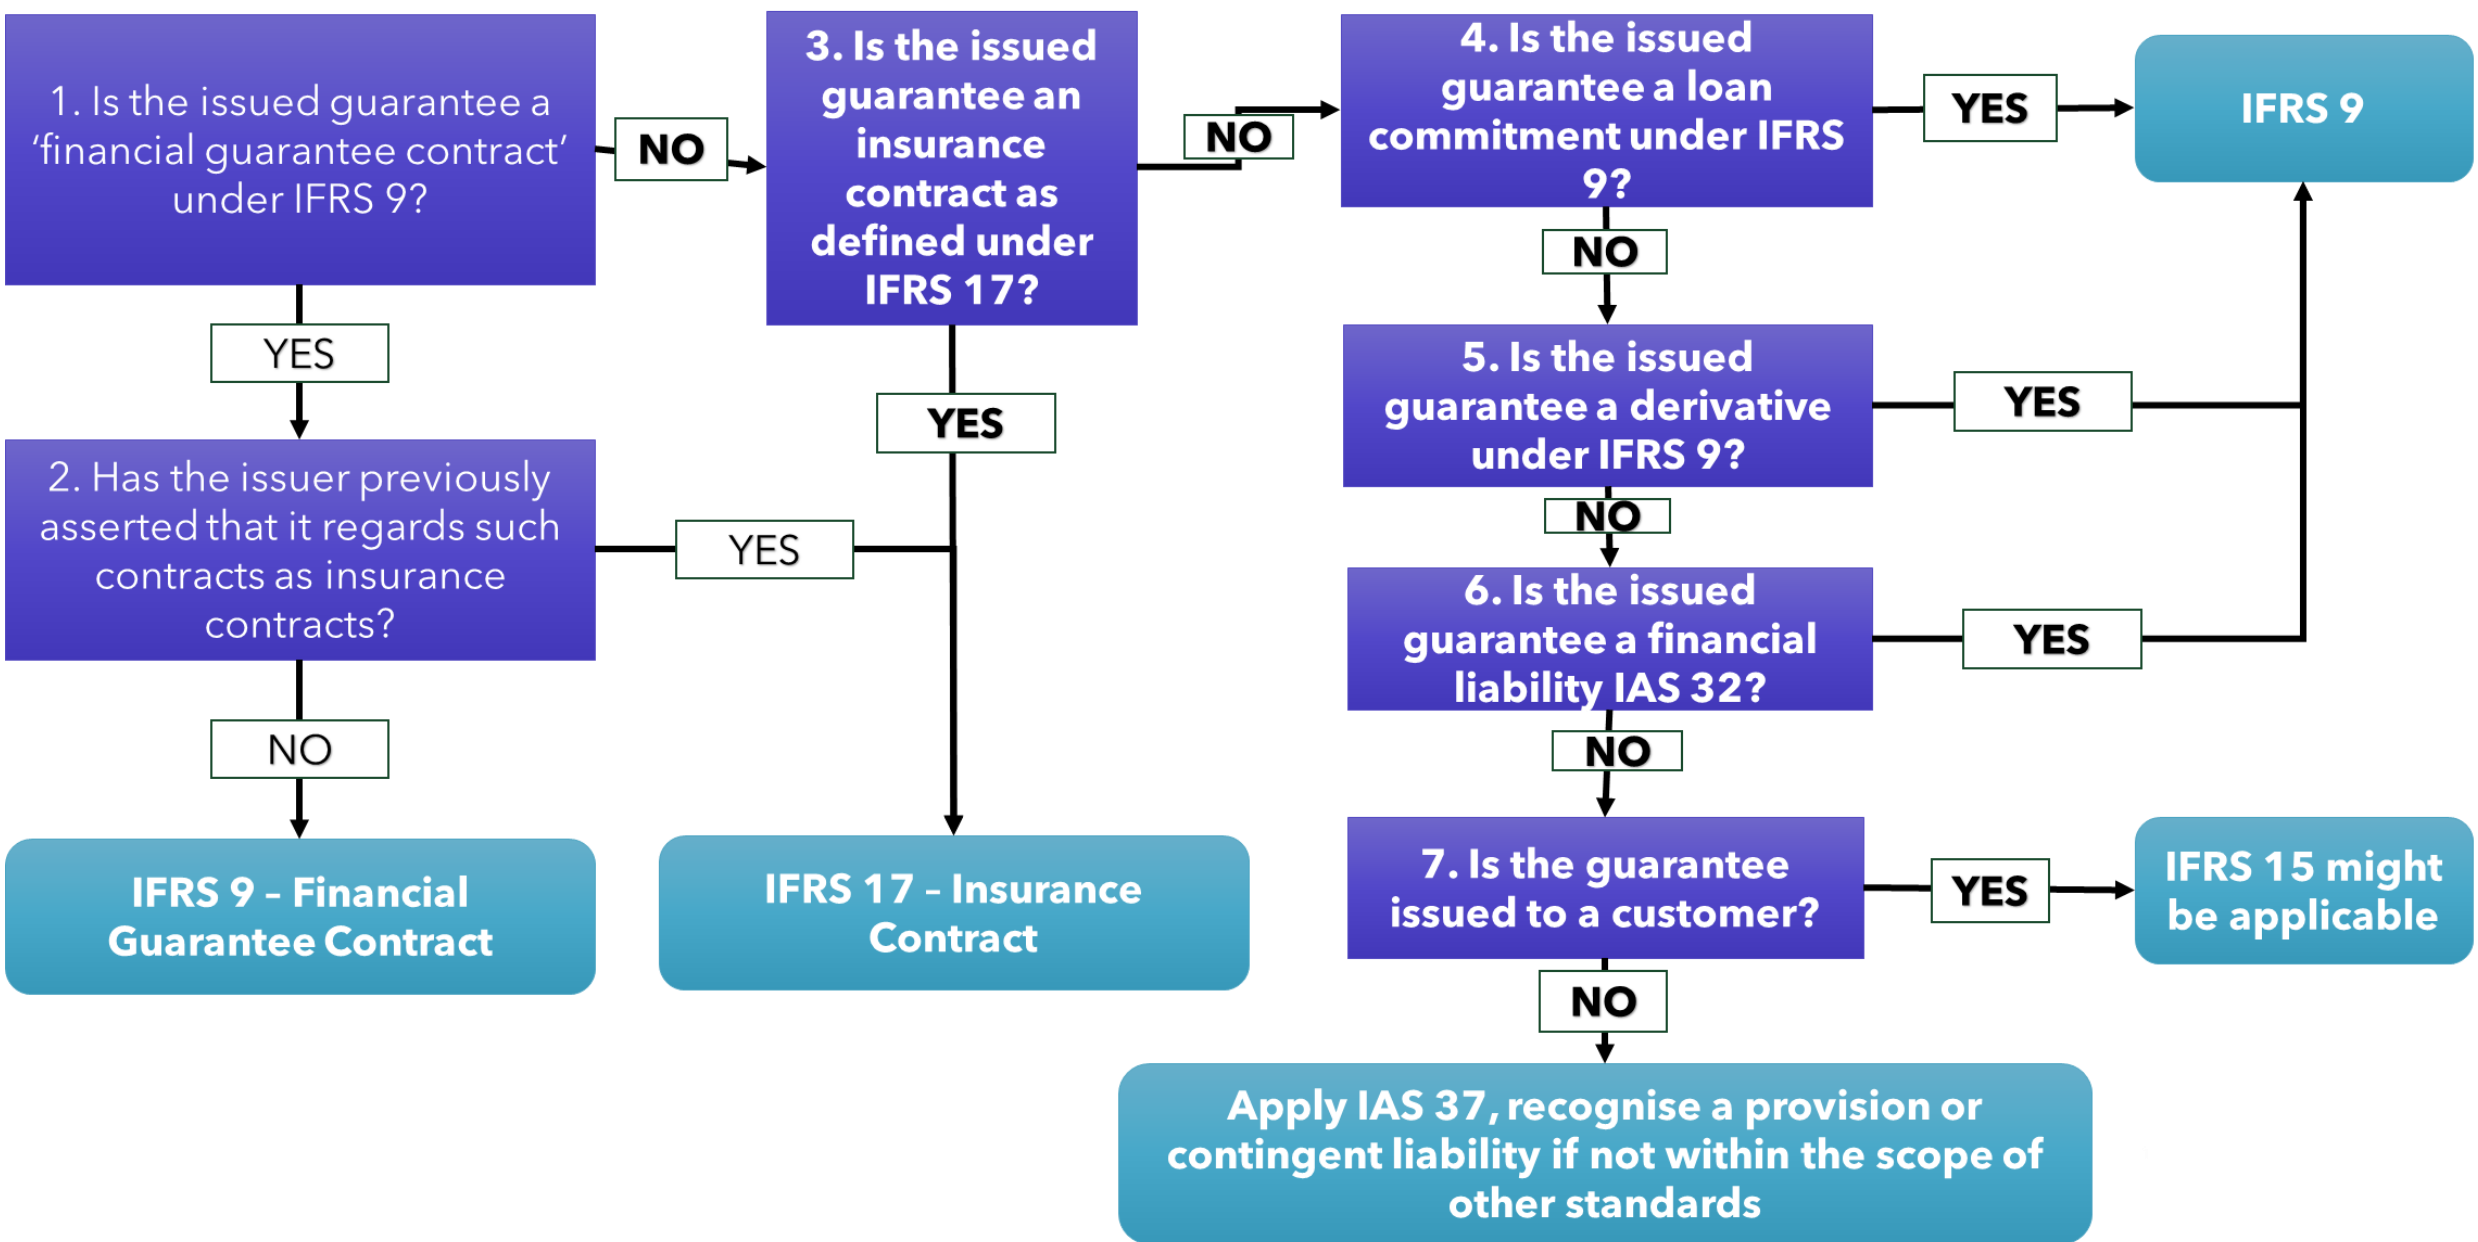 1. Is the issued guarantee a
‘financial guarantee contract’
under IFRS 9?
NO
YES
2. Has the issuer previously
asserted that it regards such
contracts as insurance
contracts?
YES
NO
IFRS 9 – Financial
Guarantee Contract
3. Is the issued
guarantee an
insurance
contract as
defined under
IFRS 17?
NO
YES
IFRS 17 – Insurance
Contract
4. Is the issued
guarantee a loan
commitment under IFRS
9?
YES
IFRS 9
NO
5. Is the issued
guarantee a derivative
under IFRS 9?
YES
NO
6. Is the issued
guarantee a financial
liability IAS 32?
YES
NO
7. Is the guarantee
issued to a customer?
YES
IFRS 15 might
be applicable
NO
Apply IAS 37, recognise a provision or
contingent liability if not within the scope of
other standards